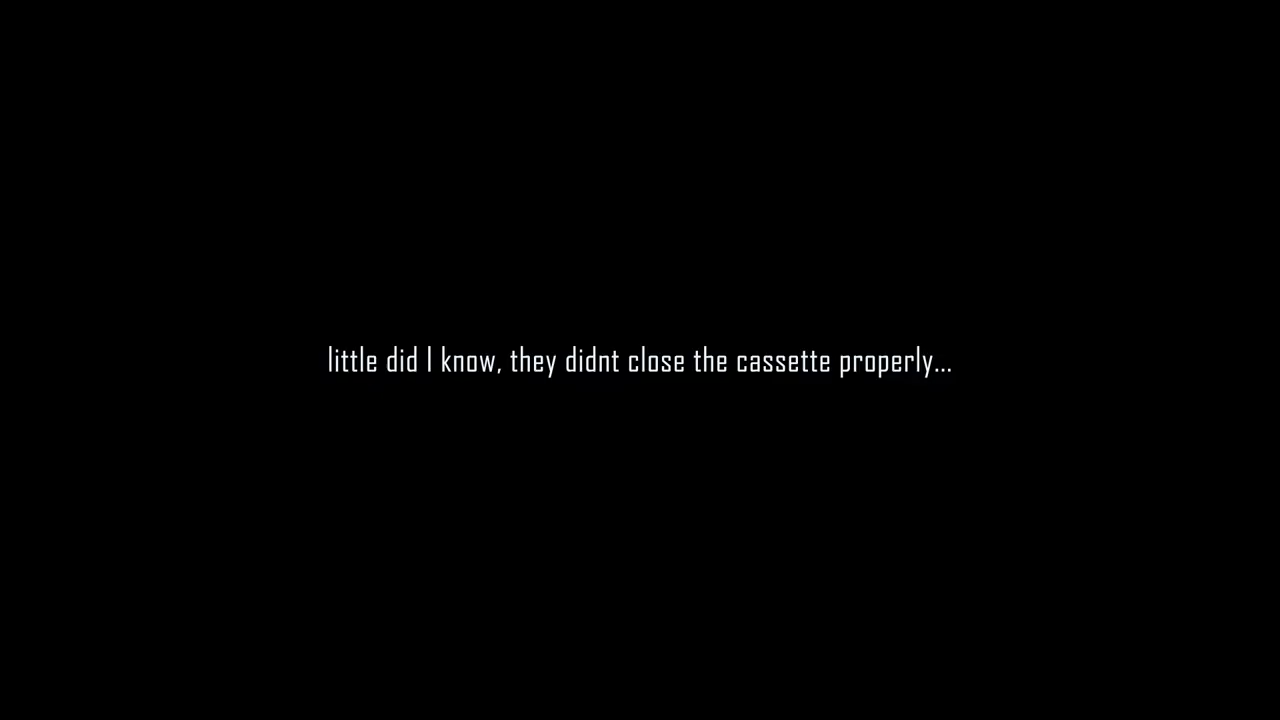 little did I know, they didnt close the cassette properly...